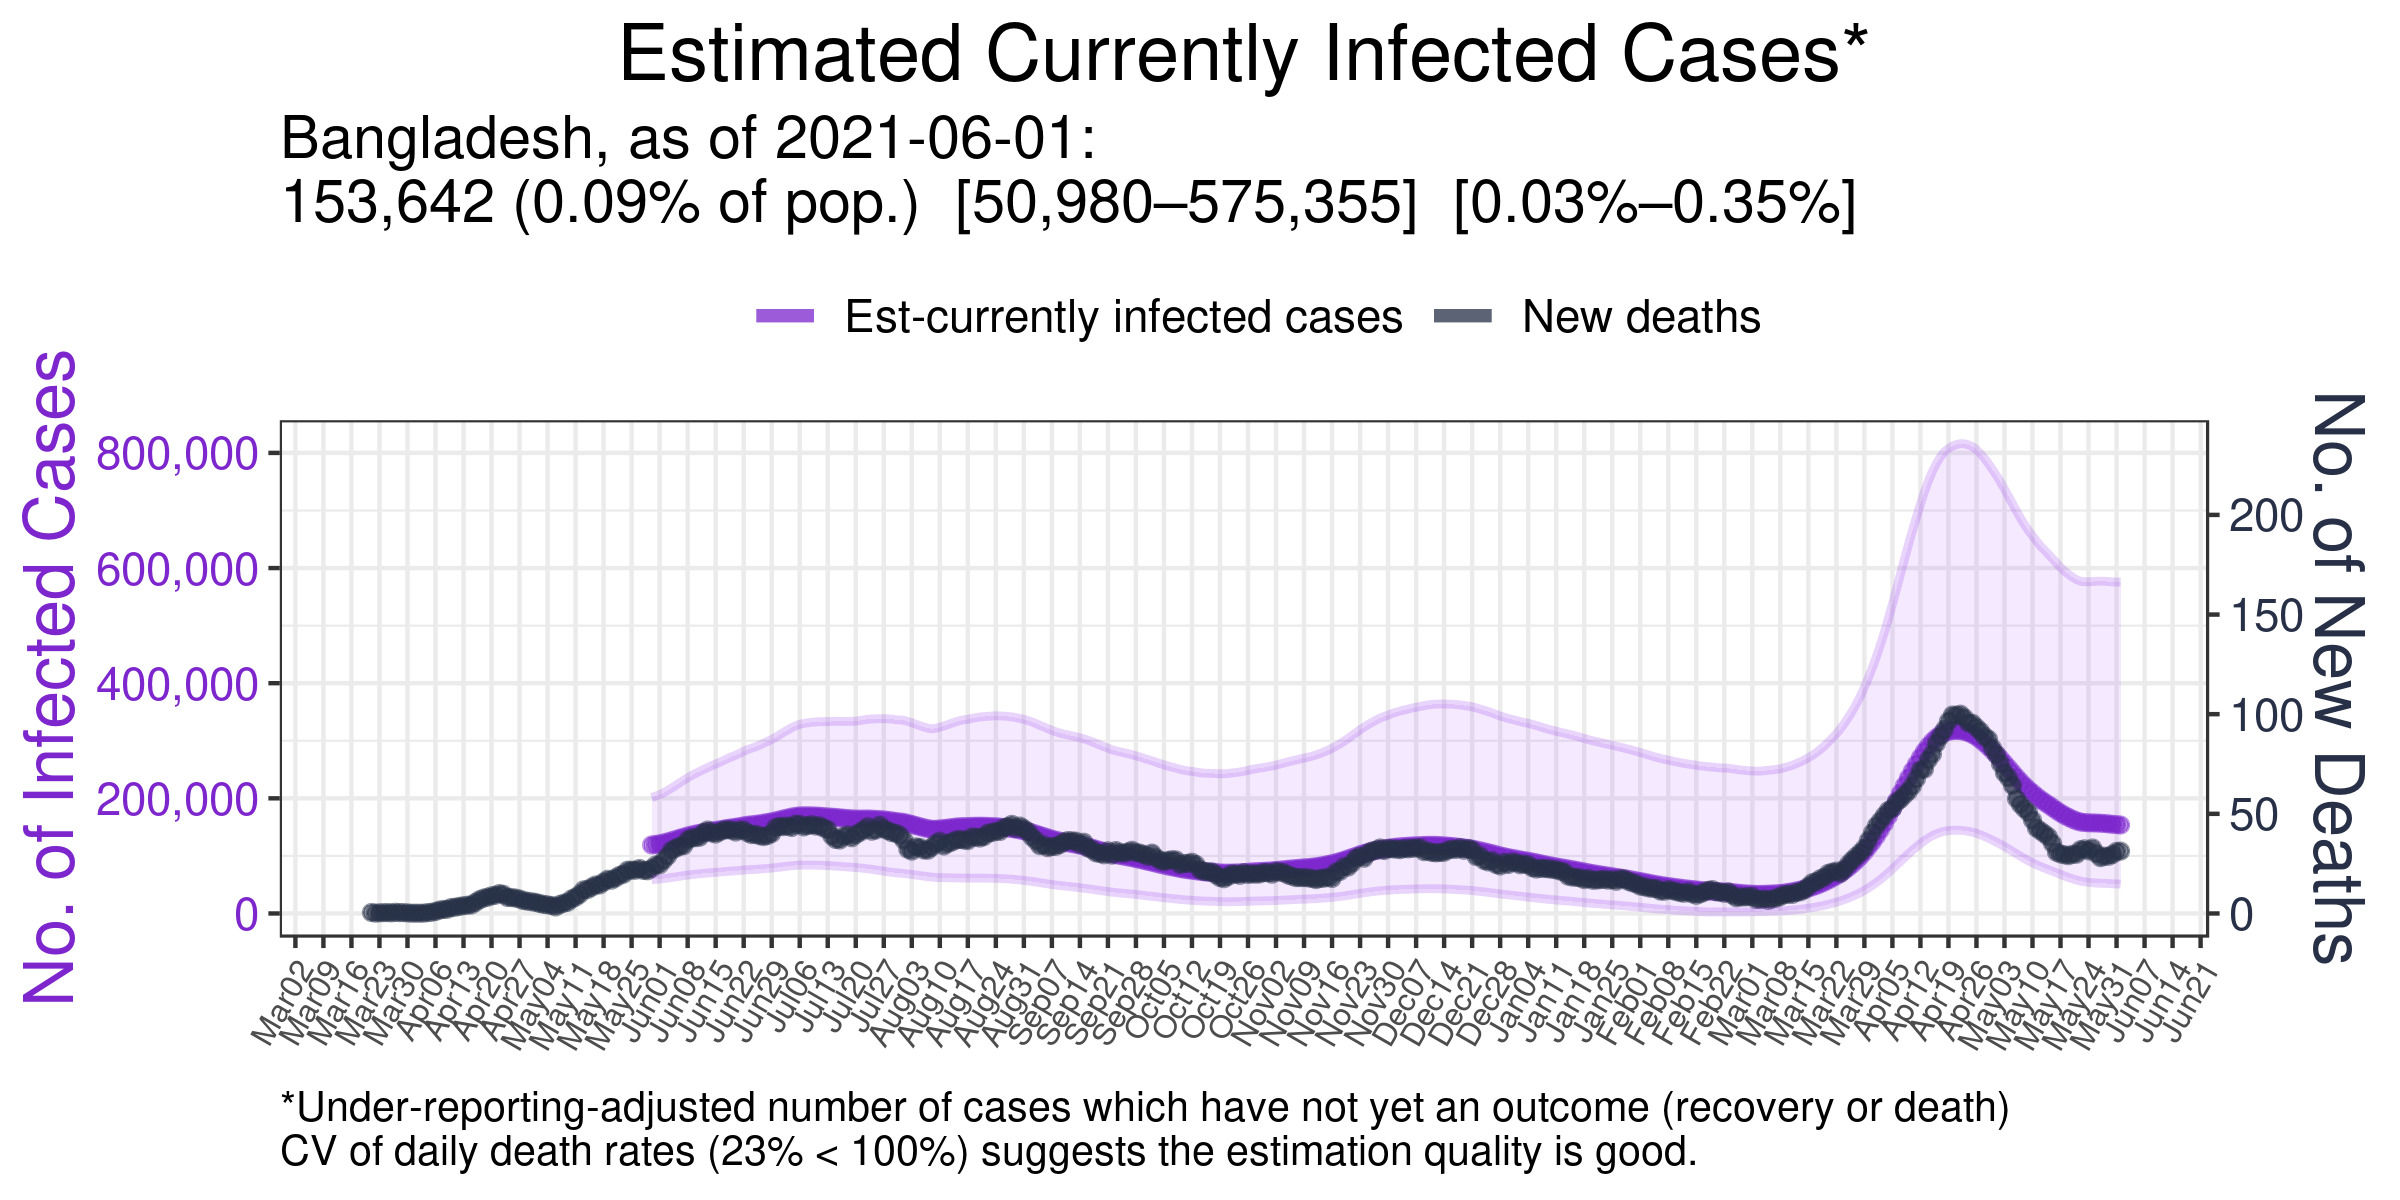 Estimated Currently Infected Cases*
Bangladesh, as of 2021-06-01:
153,642 (0.09% of pop.) [50,980–575,355] [0.03%–0.35%]
Est-currently infected cases
New deaths
No. of Infected Cases
800,000
600,000
400,000
200,000
0
200
150
100
50
0
No. of New Deaths
Mar02
Mar09
Mar16
Mar23
Mar30
Apr06
Apr13
Apr20
Apr27
May04
May11
May18
May25
Jun01
Jun08
Jun15
Jun22
Jun29
Jul06
Jul13
Jul20
Jul27
Aug03
Aug10
Aug17
Aug24
Aug31
Sep07
Sep14
Sep21
Sep28
Oct05
Oct12
Oct19
Oct26
Nov02
Nov09
Nov16
Nov23
Nov30
Dec07
Dec14
Dec21
Dec28
Jan04
Jan11
Jan18
Jan25
Feb01
Feb08
Feb15
Feb22
Mar01
Mar08
Mar15
Mar22
Mar29
Apr05
Apr12
Apr19
Apr26
May03
May10
May17
May24
May31
Jun07
Jun14
Jun21
*Under-reporting-adjusted number of cases which have not yet an outcome (recovery or death)
CV of daily death rates (23% < 100%) suggests the estimation quality is good.